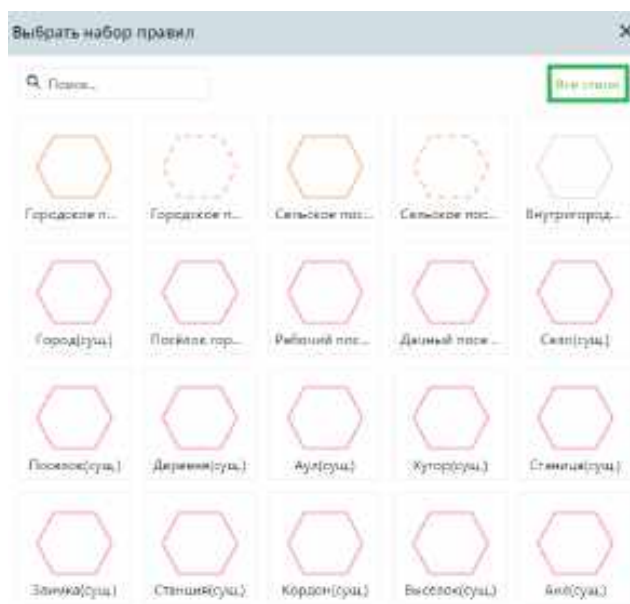 Выбрать набор правил
Поиск...
Все стили
Городское п...
Городское п...
Сельское пос...
Сельское пос...
Внутригород...
Город(сущ.)
Посёлок гор...
Рабочий пос...
Дачный посе...
Село(сущ.)
Поселок(сущ.)
Деревня(сущ.)
Аул(сущ.)
Хутор(сущ.)
Станица(сущ.)
Заимка(сущ.)
Станция(сущ.)
Кордон(сущ.)
Выселок(сущ.)
Аил(сущ.)